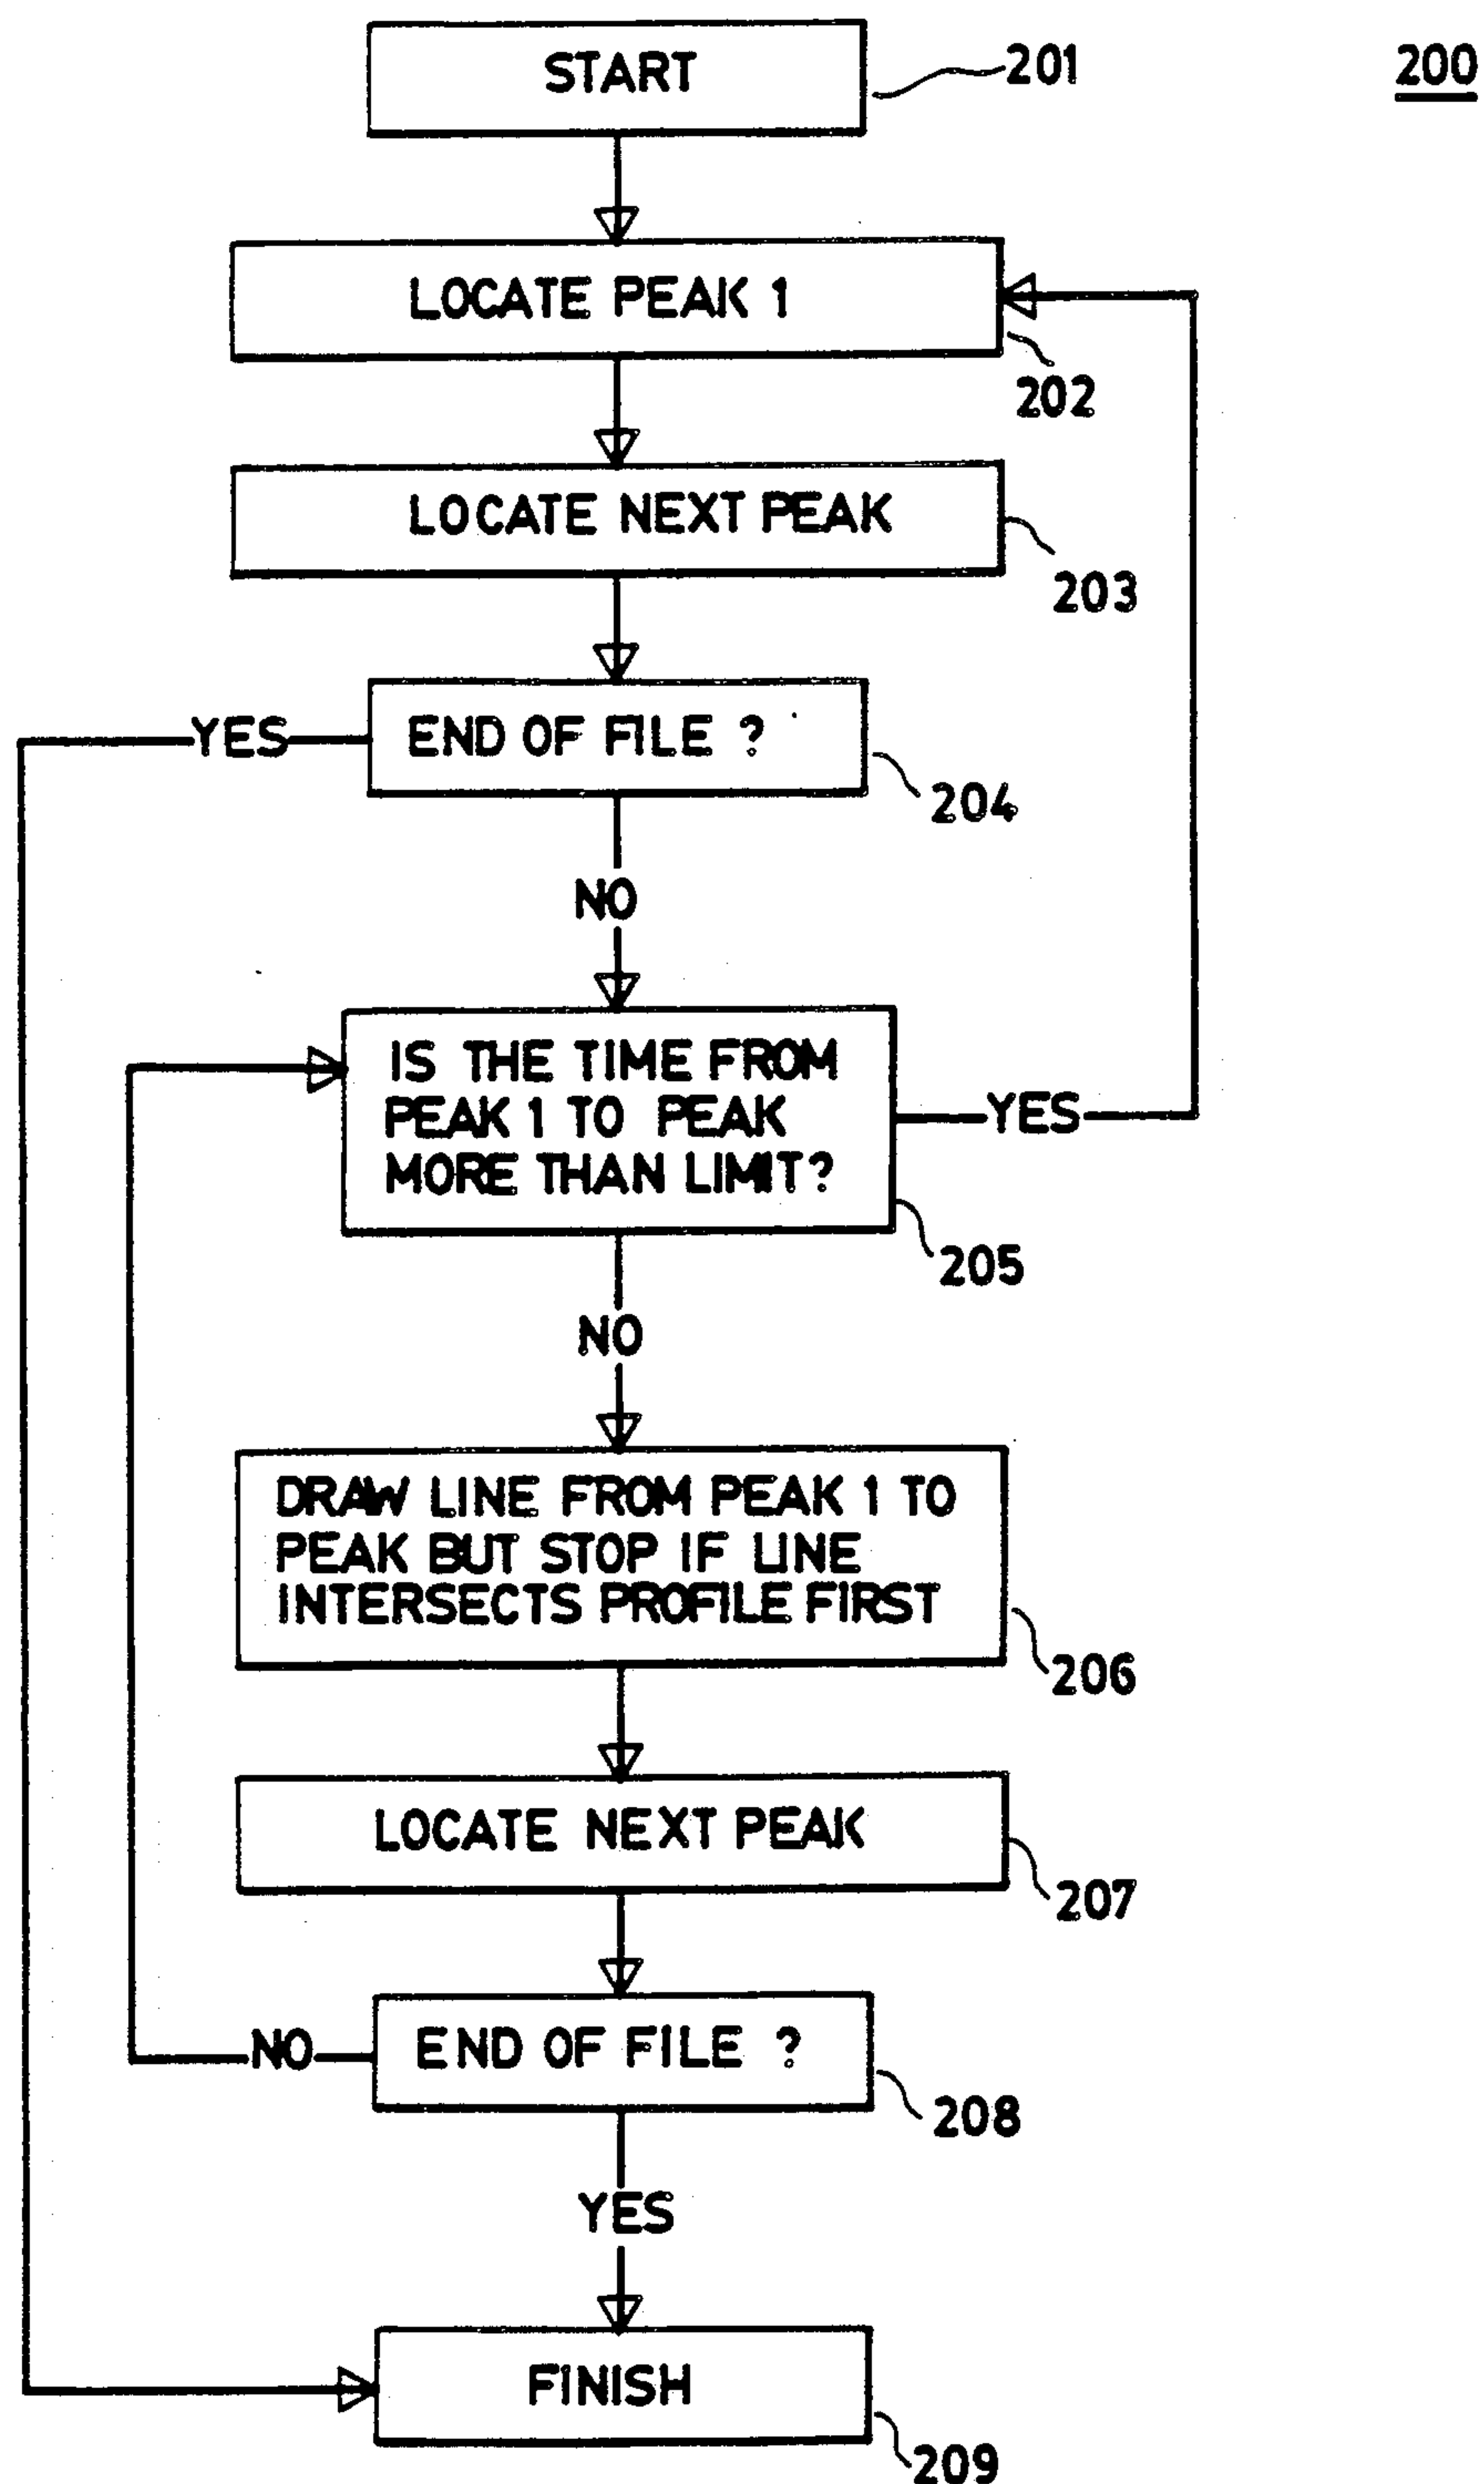 START
201
200
LOCATE PEAK 1
202
LOCATE NEXT PEAK
203
YES
END OF FILE ?
204
NO
IS THE TIME FROM
PEAK 1 TO PEAK
MORE THAN LIMIT?
YES
205
NO
DRAW LINE FROM PEAK 1 TO
PEAK BUT STOP IF LINE
INTERSECTS PROFILE FIRST
206
LOCATE NEXT PEAK
207
NO
END OF FILE ?
208
YES
FINISH
209